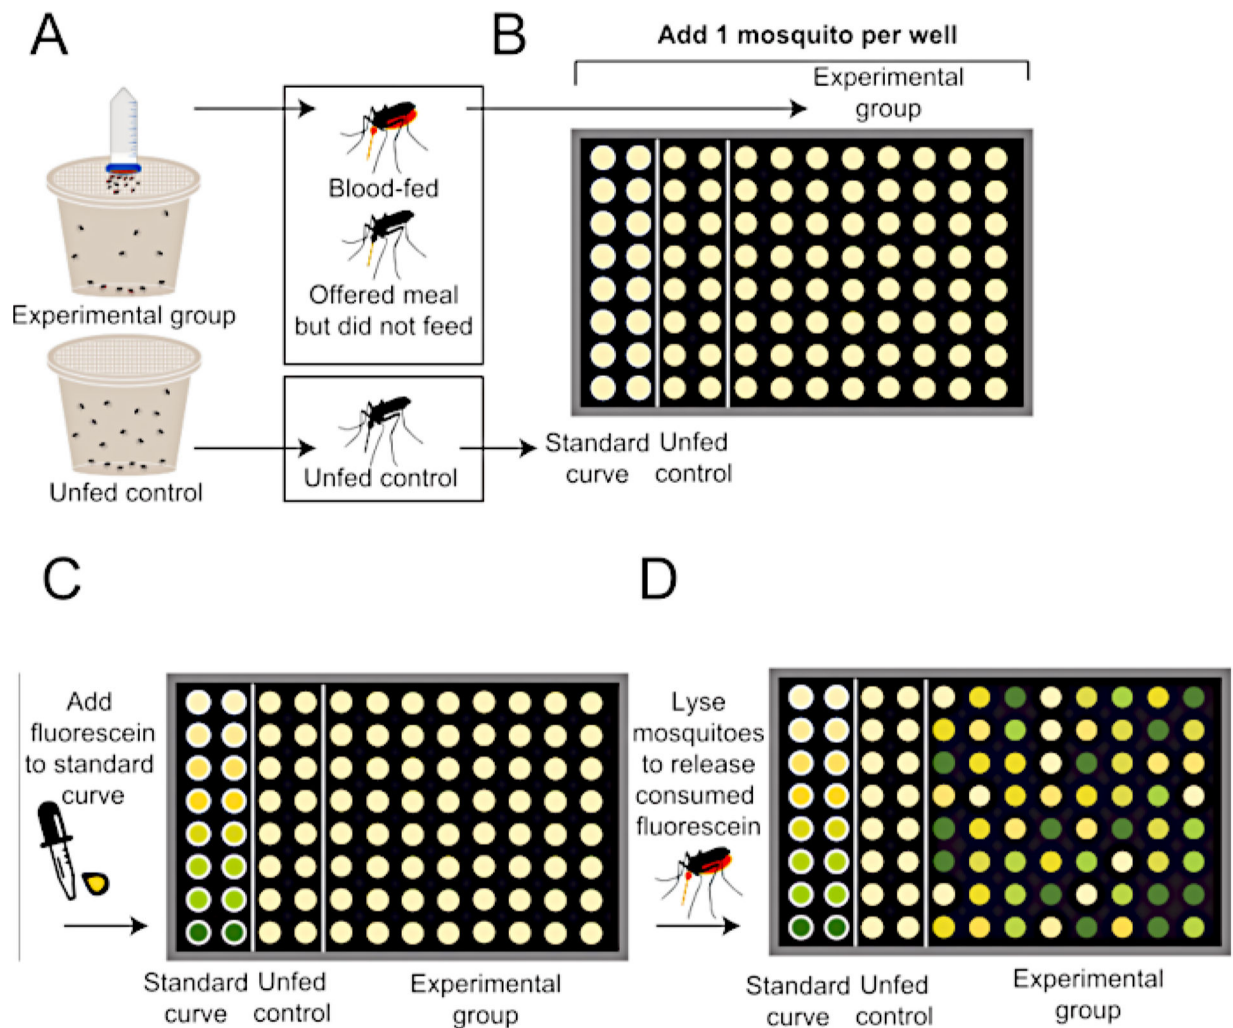 A
B
Add 1 mosquito per well
Experimental
group
Blood-fed
Offered meal
but did not feed
Experimental group
Unfed control
Unfed control
Standard Unfed
curve control
C
D
Add
fluorescein
to standard
curve
Lyse
mosquitoes
to release
consumed
fluorescein
Standard Unfed
curve control
Experimental
group
Standard Unfed
curve control
Experimental
group